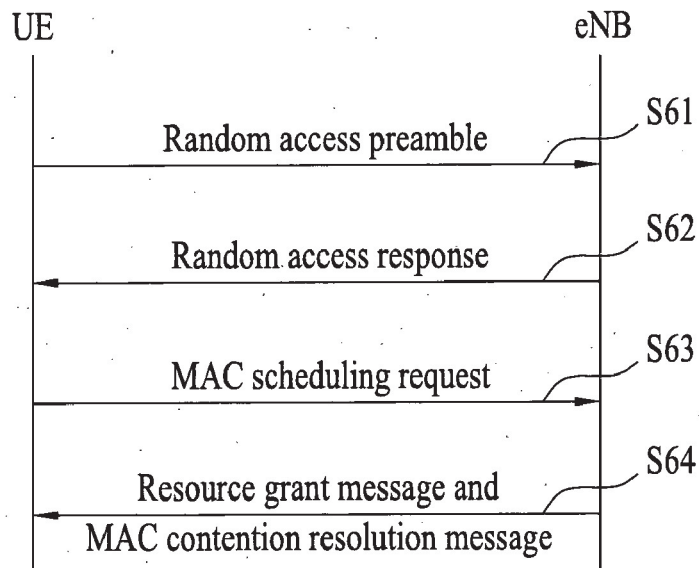 UE
eNB
S61
Random access preamble
S62
Random access response
S63
MAC scheduling request
S64
Resource grant message and
MAC contention resolution message